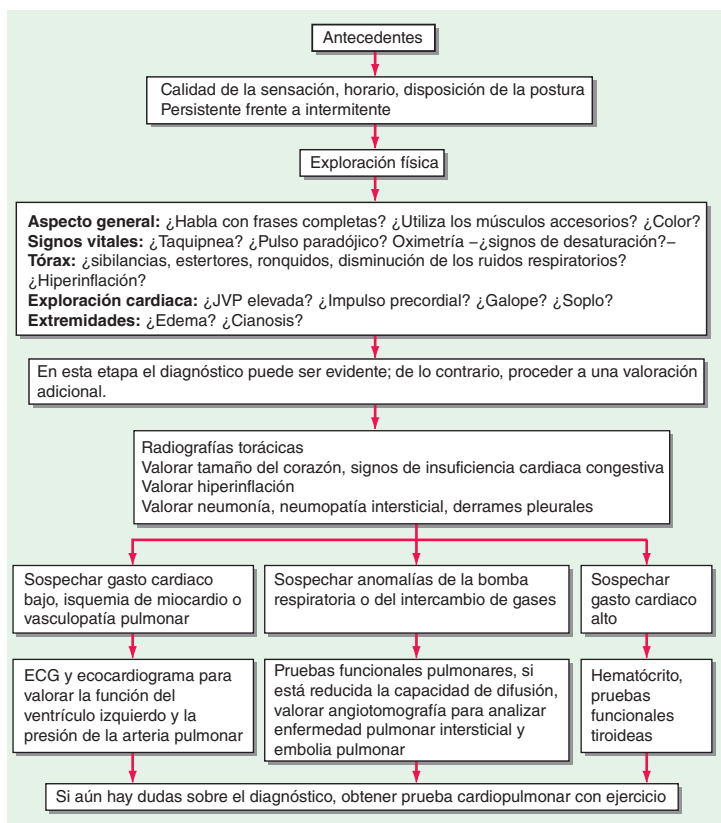 Antecedentes
Calidad de la sensación, horario, disposición de la postura
Persistente frente a intermitente
Exploración física
Aspecto general: ¿Habla con frases completas? ¿Utiliza los músculos accesorios? ¿Color?
Signos vitales: ¿Taquipnea? ¿Pulso paradójico? Oximetría –¿signos de desaturación?–
Tórax: ¿sibilancias, estertores, ronquidos, disminución de los ruidos respiratorios?
¿Hiperinflación?
Exploración cardiaca: ¿JVP elevada? ¿Impulso precordial? ¿Galope? ¿Soplo?
Extremidades: ¿Edema? ¿Cianosis?
En esta etapa el diagnóstico puede ser evidente; de lo contrario, proceder a una valoración
adicional.
Radiografías torácicas
Valorar tamaño del corazón, signos de insuficiencia cardiaca congestiva
Valorar hiperinflación
Valorar neumonía, neumopatía intersticial, derrames pleurales
Sospechar gasto cardiaco
bajo, isquemia de miocardio o
vasculopatía pulmonar
Sospechar anomalías de la bomba
respiratoria o del intercambio de gases
Sospechar
gasto cardiaco
alto
ECG y ecocardiograma para
valorar la función del
ventrículo izquierdo y la
presión de la arteria pulmonar
Pruebas funcionales pulmonares, si
está reducida la capacidad de difusión,
valorar angiotomografía para analizar
enfermedad pulmonar intersticial y
embolia pulmonar
Hematócrito,
pruebas
funcionales
tiroideas
Si aún hay dudas sobre el diagnóstico, obtener prueba cardiopulmonar con ejercicio